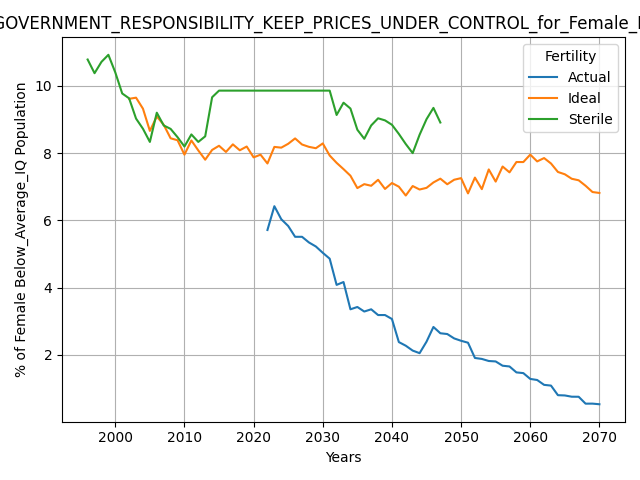 GOVERNMENT_RESPONSIBILITY_KEEP_PRICES_UNDER_CONTROL_for_Female_
Fertility
Actual
Ideal
Sterile
% of Female Below_Average_IQ Population
10
8
6
4
2
2000 2010 2020 2030 2040 2050 2060 2070
Years